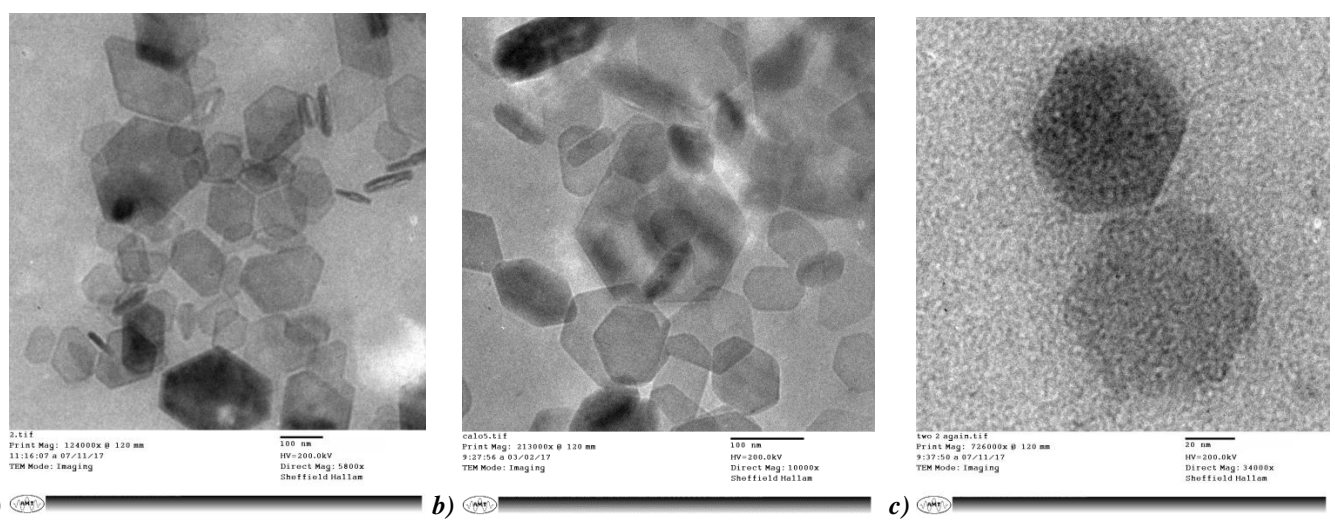 2.tif
Print Mag: 124000x @ 120 mm
11:16:07 a 07/11/17
TEM Mode: Imaging
100 nm
HV=200.0kV
Direct Mag: 5800x
Sheffield Hallam
AMT
b)
calo5.tif
Print Mag: 213000x @ 120 mm
9:27:56 a 03/02/17
TEM Mode: Imaging
100 nm
HV=200.0kV
Direct Mag: 10000x
Sheffield Hallam
AMT
c)
two 2 again.tif
Print Mag: 726000x @ 120 mm
9:37:50 a 07/11/17
TEM Mode: Imaging
20 nm
HV=200.0kV
Direct Mag: 34000x
Sheffield Hallam
AMT